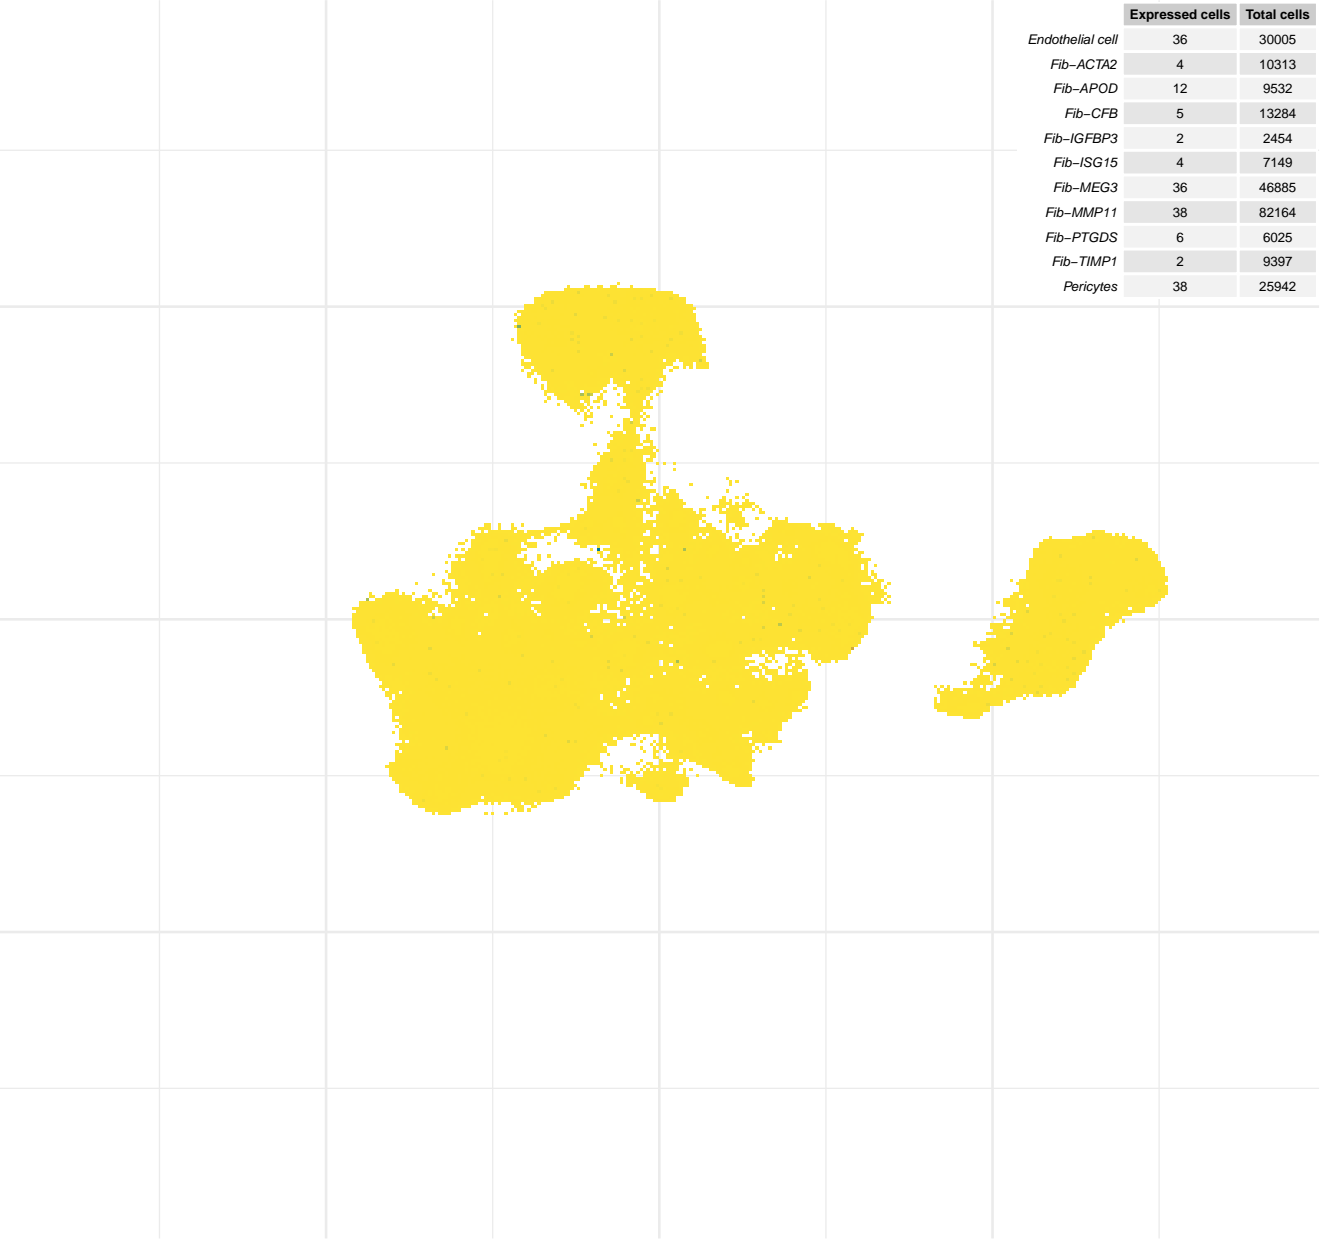 Expressed cells Total cells
Endothelial cell 36 30005
Fib−ACTA2 4 10313
Fib−APOD 12 9532
Fib−CFB 5 13284
Fib−IGFBP3 2 2454
Fib−ISG15 4 7149
Fib−MEG3 36 46885
Fib−MMP11 38 82164
Fib−PTGDS 6 6025
Fib−TIMP1 2 9397
Pericytes 38 25942